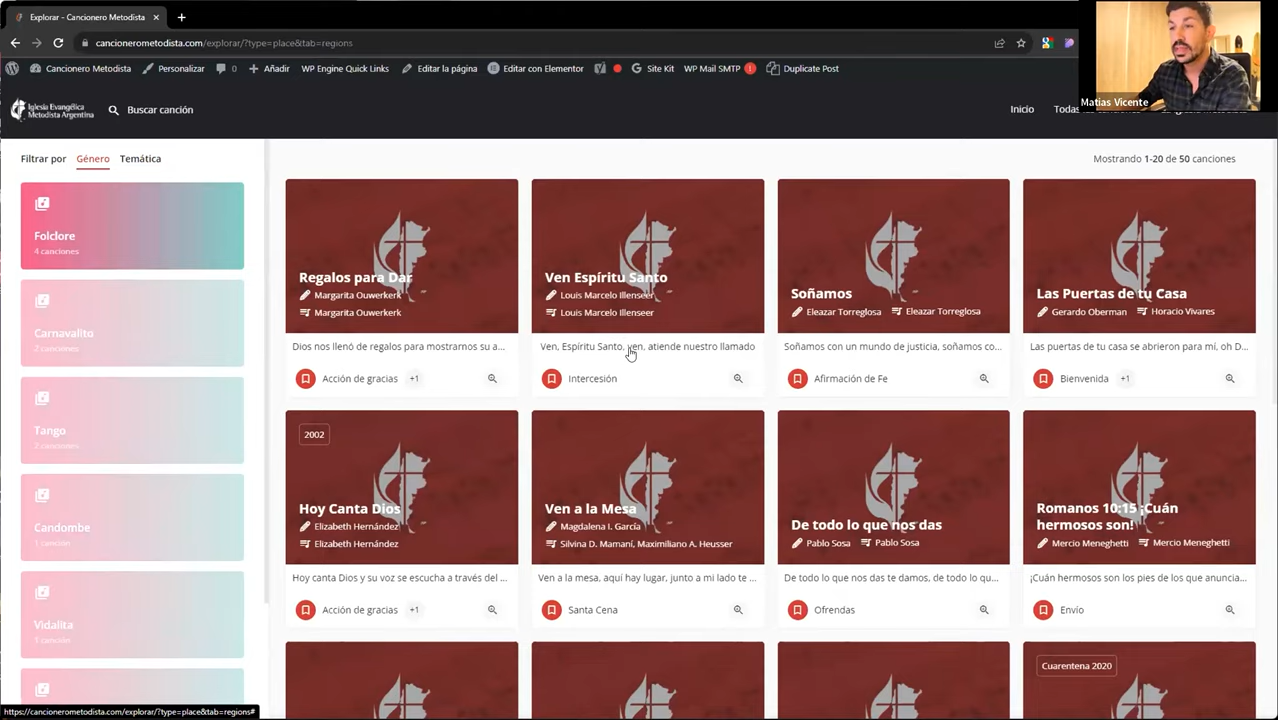 Explorar - Cancionero Metodista
cancionerometodista.com/explorar/?type=place&tab=regions
Cancionero Metodista
Personalizar
0
Añadir
WP Engine Quick Links
Editar la página
Editar con Elementor
Site Kit
WP Mail SMTP
Duplicate Post
Matias Vicente
Iglesia Evangélica
Metodista Argentina
Buscar canción
Inicio
Filtrar por
Género
Temática
Mostrando 1-20 de 50 canciones
Folclore
4 canciones
Carnavalito
2 canciones
Tango
2 canciones
Candombe
1 canción
Vidalita
Regalos para Dar
Margarita Ouwerkerk
Margarita Ouwerkerk
Dios nos llenó de regalos para mostrarnos su a...
Acción de gracias +1
Ven Espíritu Santo
Louis Marcelo Illenseer
Louis Marcelo Illenseer
Ven, Espíritu Santo, ven, atiende nuestro llamado
Intercesión
Soñamos
Eleazar Torreglosa
Eleazar Torreglosa
Soñamos con un mundo de justicia, soñamos co...
Afirmación de Fe
Las Puertas de tu Casa
Gerardo Oberman
Horacio Vivares
Las puertas de tu casa se abrieron para mí, oh D...
Bienvenida +1
2002
Hoy Canta Dios
Elizabeth Hernández
Elizabeth Hernández
Hoy canta Dios y su voz se escucha a través del ...
Acción de gracias +1
Ven a la Mesa
Magdalena I. García
Silvina D. Mamaní, Maximiliano A. Heusser
Ven a la mesa, aquí hay lugar, junto a mi lado te ...
Santa Cena
De todo lo que nos das
Pablo Sosa
Pablo Sosa
De todo lo que nos das te damos, de todo lo qu...
Ofrendas
Romanos 10:15 ¡Cuán
hermosos son!
Mercio Meneghetti
Mercio Meneghetti
¡Cuán hermosos son los pies de los que anuncia...
Envío
Cuarentena 2020
https://cancionerometodista.com/explorar/?type=place&tab=regions#